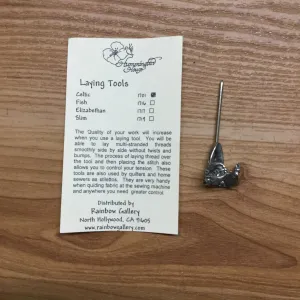 Hummingbird
House
Laying Tools
Celtic 1701
Fish 1716
Elizabethan 1717
Slim 1719
The Quality of your work will increase
when you use a laying tool. You will be
able to lay multi-stranded threads
smoothly side by side without twists and
bumps. The process of laying thread over
the tool and then placing the stitch also
allows you to control your tension. These
tools are also used by quilters and home
sewers as stilettos. They are very handy
when guiding fabric at the sewing machine
and anywhere you need greater control.
Distributed by
Rainbow Gallery
North Hollywood, CA 91605
www.rainbowgallery.com